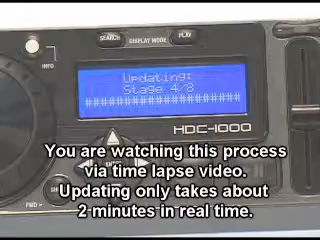 SEARCH DISPLAY MODE PLAY
INFO
Updating:
Stage 4/8
####################
HDC-1000
You are watching this process
via time lapse video.
Updating only takes about
2 minutes in real time.
FWD >